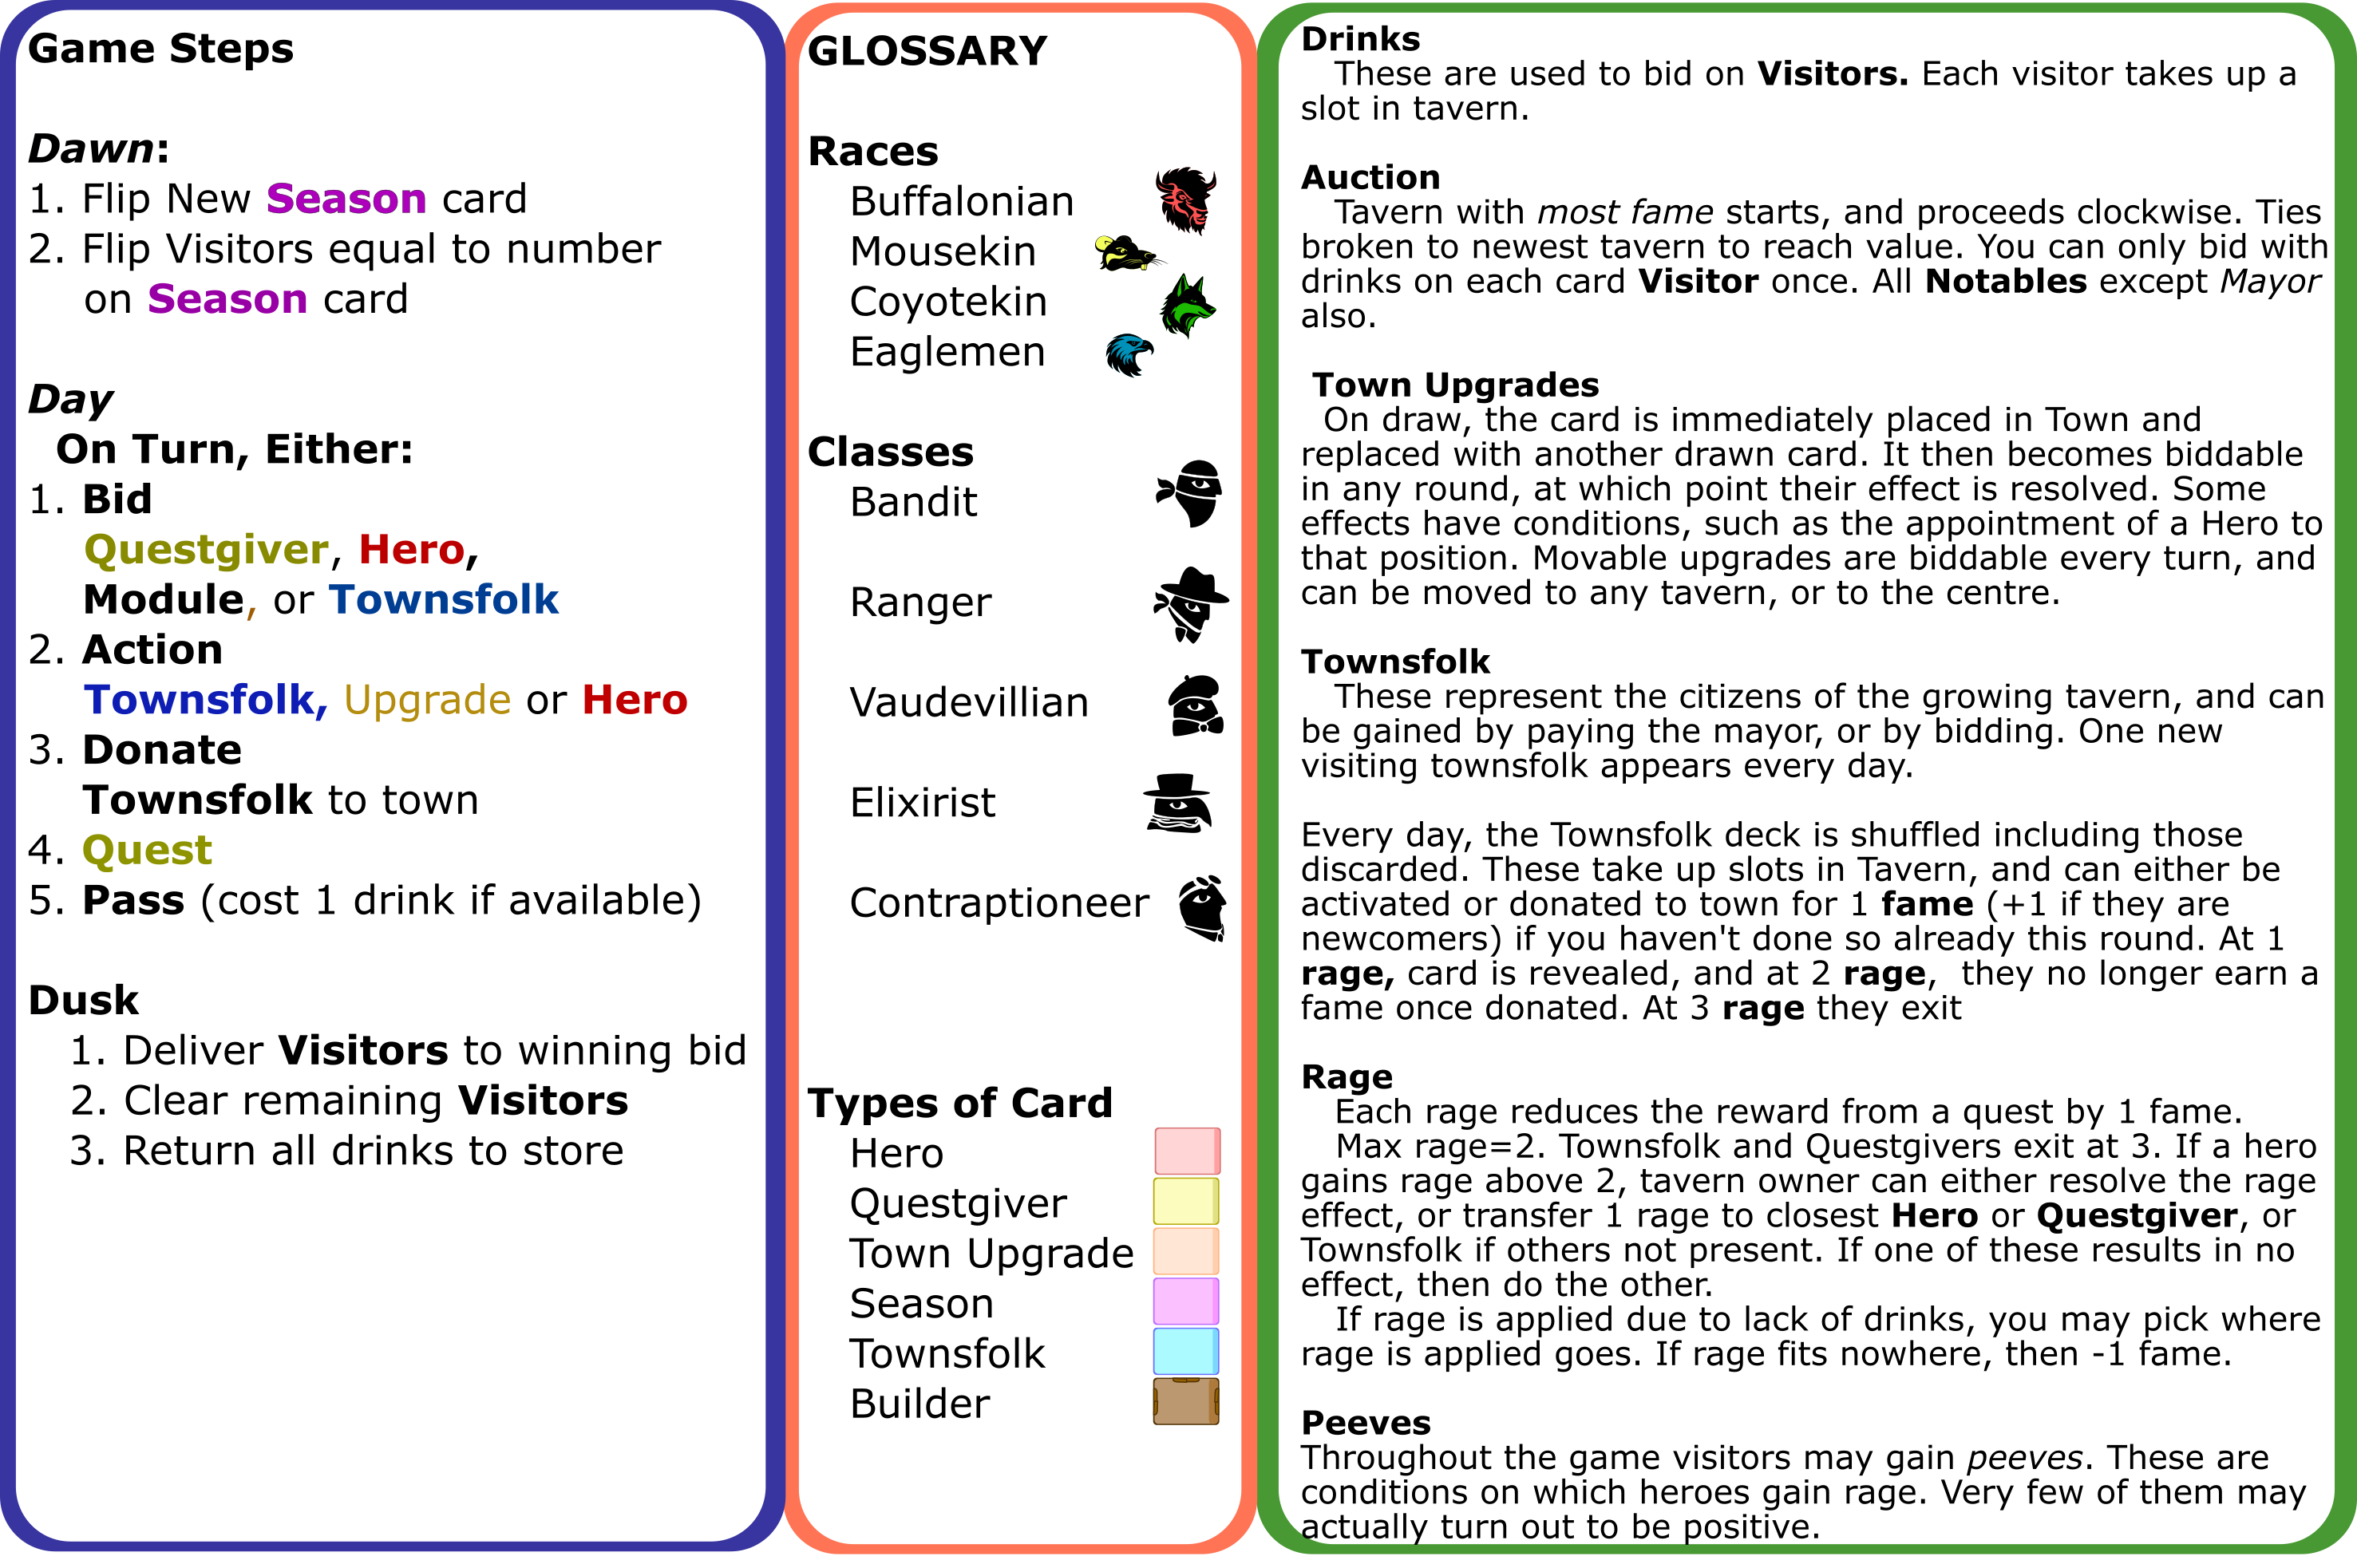 Game Steps
Dawn:
1. Flip New Season card
2. Flip Visitors equal to number
on Season card
Day
On Turn, Either:
1. Bid
Questgiver, Hero,
Module, or Townsfolk
2. Action
Townsfolk, Upgrade or Hero
3. Donate
Townsfolk to town
4. Quest
5. Pass (cost 1 drink if available)
Dusk
1. Deliver Visitors to winning bid
2. Clear remaining Visitors
3. Return all drinks to store
GLOSSARY
Races
Buffalonian
Mousekin
Coyotekin
Eaglemen
Classes
Bandit
Ranger
Vaudevillian
Elixirist
Contraptioneer
Types of Card
Hero
Questgiver
Town Upgrade
Season
Townsfolk
Builder
Drinks
These are used to bid on Visitors. Each visitor takes up a
slot in tavern.
Auction
Tavern with most fame starts, and proceeds clockwise. Ties
broken to newest tavern to reach value. You can only bid with
drinks on each card Visitor once. All Notables except Mayor
also.
Town Upgrades
On draw, the card is immediately placed in Town and
replaced with another drawn card. It then becomes biddable
in any round, at which point their effect is resolved. Some
effects have conditions, such as the appointment of a Hero to
that position. Movable upgrades are biddable every turn, and
can be moved to any tavern, or to the centre.
Townsfolk
These represent the citizens of the growing tavern, and can
be gained by paying the mayor, or by bidding. One new
visiting townsfolk appears every day.
Every day, the Townsfolk deck is shuffled including those
discarded. These take up slots in Tavern, and can either be
activated or donated to town for 1 fame (+1 if they are
newcomers) if you haven't done so already this round. At 1
rage, card is revealed, and at 2 rage, they no longer earn a
fame once donated. At 3 rage they exit
Rage
Each rage reduces the reward from a quest by 1 fame.
Max rage=2. Townsfolk and Questgivers exit at 3. If a hero
gains rage above 2, tavern owner can either resolve the rage
effect, or transfer 1 rage to closest Hero or Questgiver, or
Townsfolk if others not present. If one of these results in no
effect, then do the other.
If rage is applied due to lack of drinks, you may pick where
rage is applied goes. If rage fits nowhere, then -1 fame.
Peeves
Throughout the game visitors may gain peeves. These are
conditions on which heroes gain rage. Very few of them may
actually turn out to be positive.